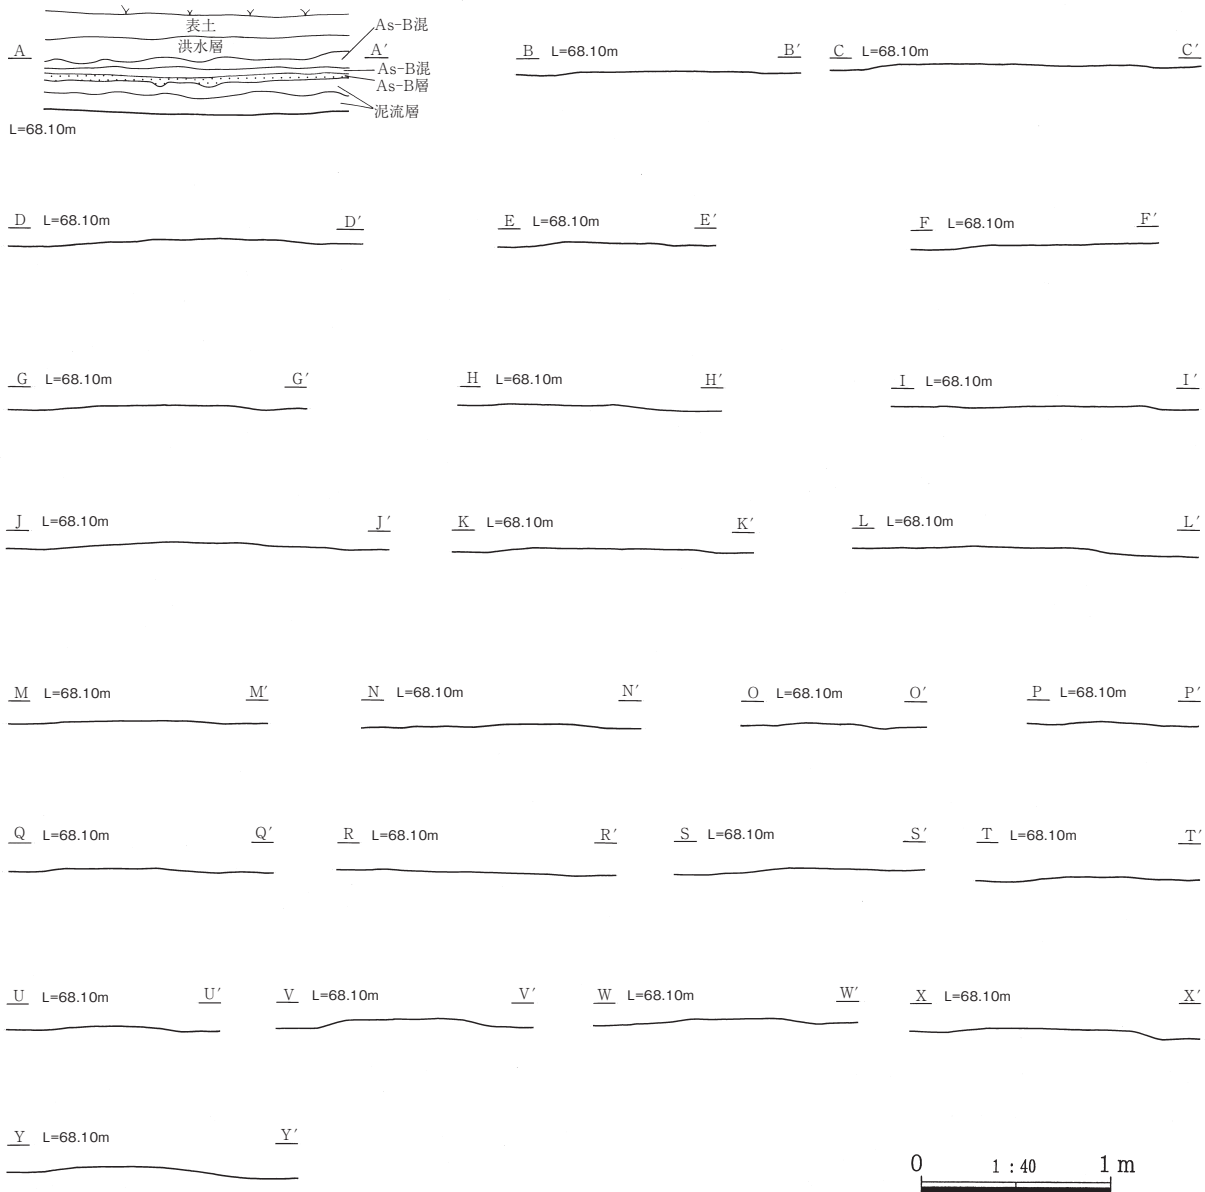 表土
洪水層
As-B混
As-B混
As-B層
泥流層
A A′
L=68.10m
B L=68.10m B′
C L=68.10m C′
D L=68.10m D′
E L=68.10m E′
F L=68.10m F′
G L=68.10m G′
H L=68.10m H′
I L=68.10m I′
J L=68.10m J′
K L=68.10m K′
L L=68.10m L′
M L=68.10m M′
N L=68.10m N′
O L=68.10m O′
P L=68.10m P′
Q L=68.10m Q′
R L=68.10m R′
S L=68.10m S′
T L=68.10m T′
U L=68.10m U′
V L=68.10m V′
W L=68.10m W′
X L=68.10m X′
Y L=68.10m Y′
0 1：40 1m